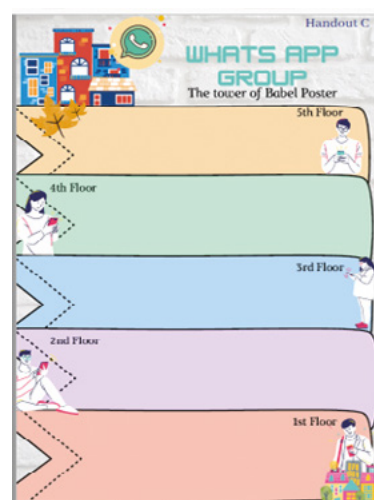 Handout C
WHATS APP
GROUP
The tower of Babel Poster
5th Floor
4th Floor
3rd Floor
2nd Floor
1st Floor